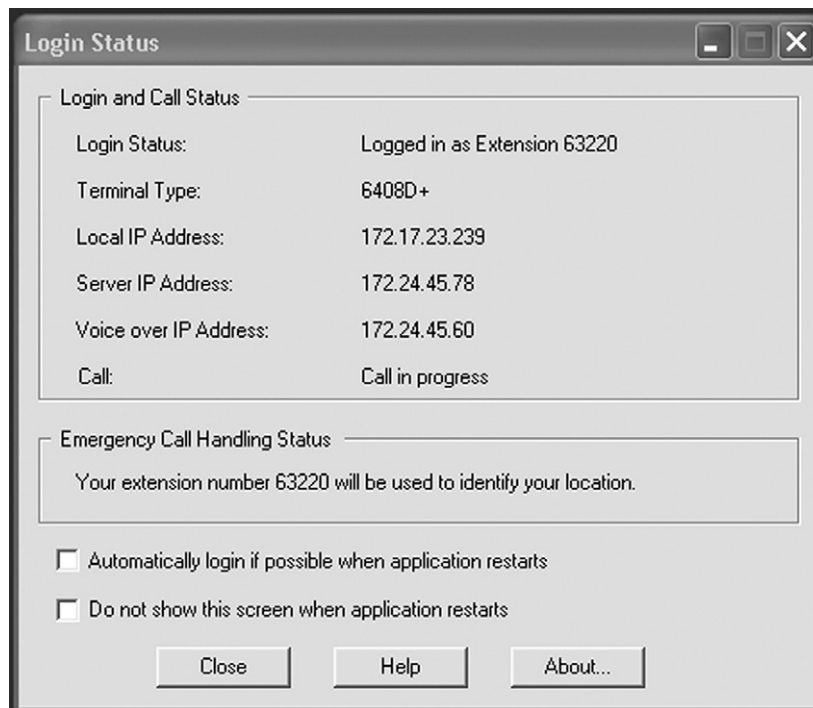 Login Status
Login and Call Status
Login Status: Logged in as Extension 63220
Terminal Type: 6408D+
Local IP Address: 172.17.23.239
Server IP Address: 172.24.45.78
Voice over IP Address: 172.24.45.60
Call: Call in progress
Emergency Call Handling Status
Your extension number 63220 will be used to identify your location.
Automatically login if possible when application restarts
Do not show this screen when application restarts
Close Help About...